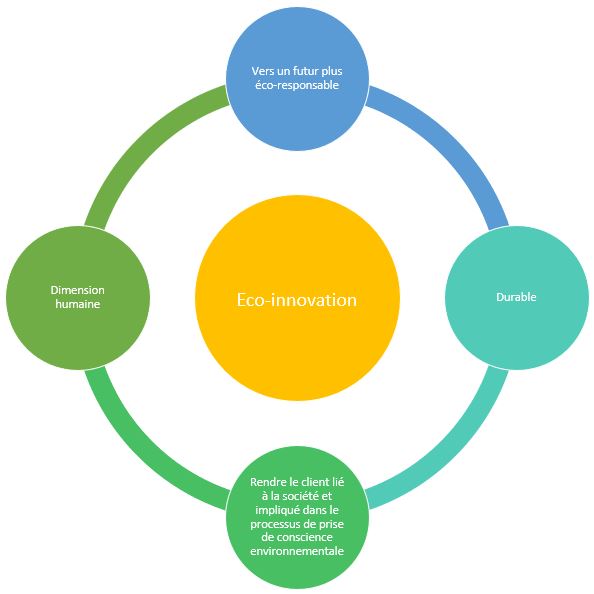 Vers un futur plus
éco-responsable
Dimension
humaine
Eco-innovation
Durable
Rendre le client lié
à la société et
impliqué dans le
processus de prise
de conscience
environnementale